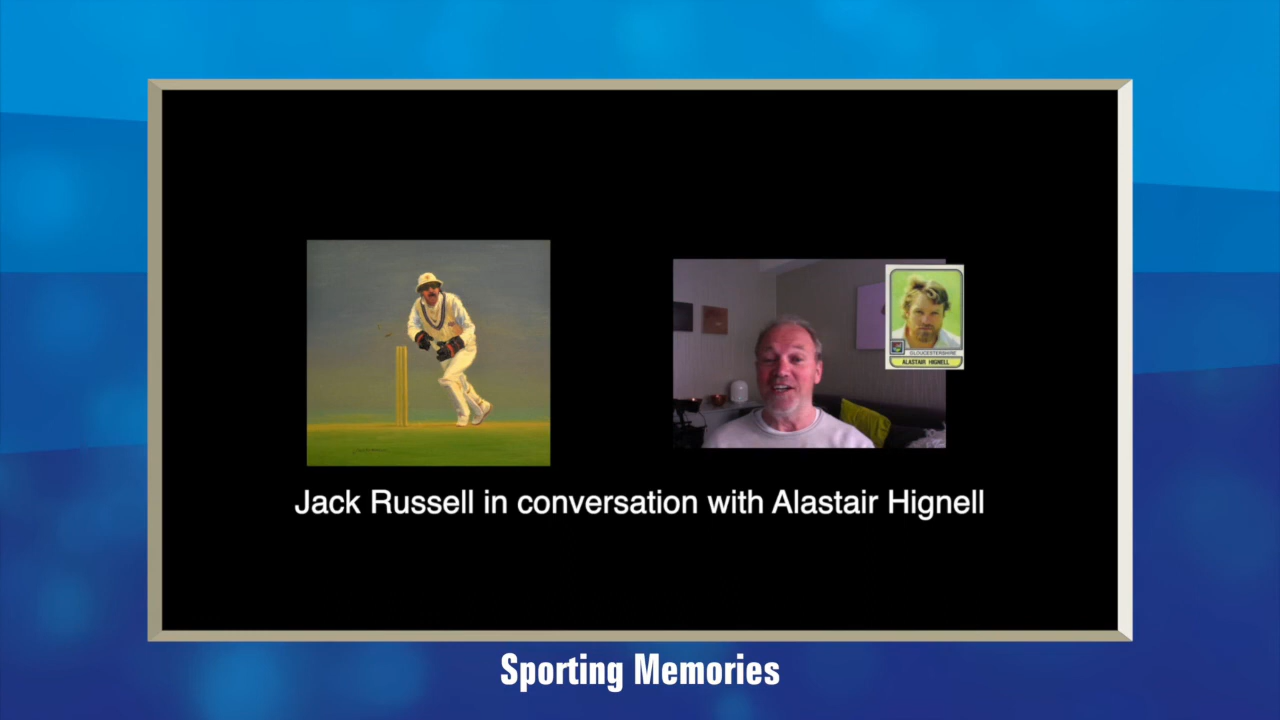 GLOUCESTERSHIRE
ALASTAIR HIGNELL
Jack Russell in conversation with Alastair Hignell
Sporting Memories